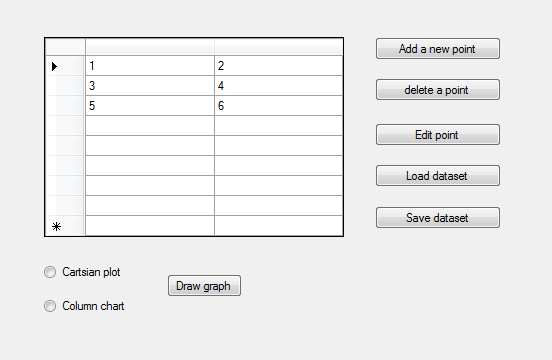 Add a new point
1 2
3 4
delete a point
5 6
Edit point
Load dataset
Save dataset
Cartsian plot
Draw graph
Column chart